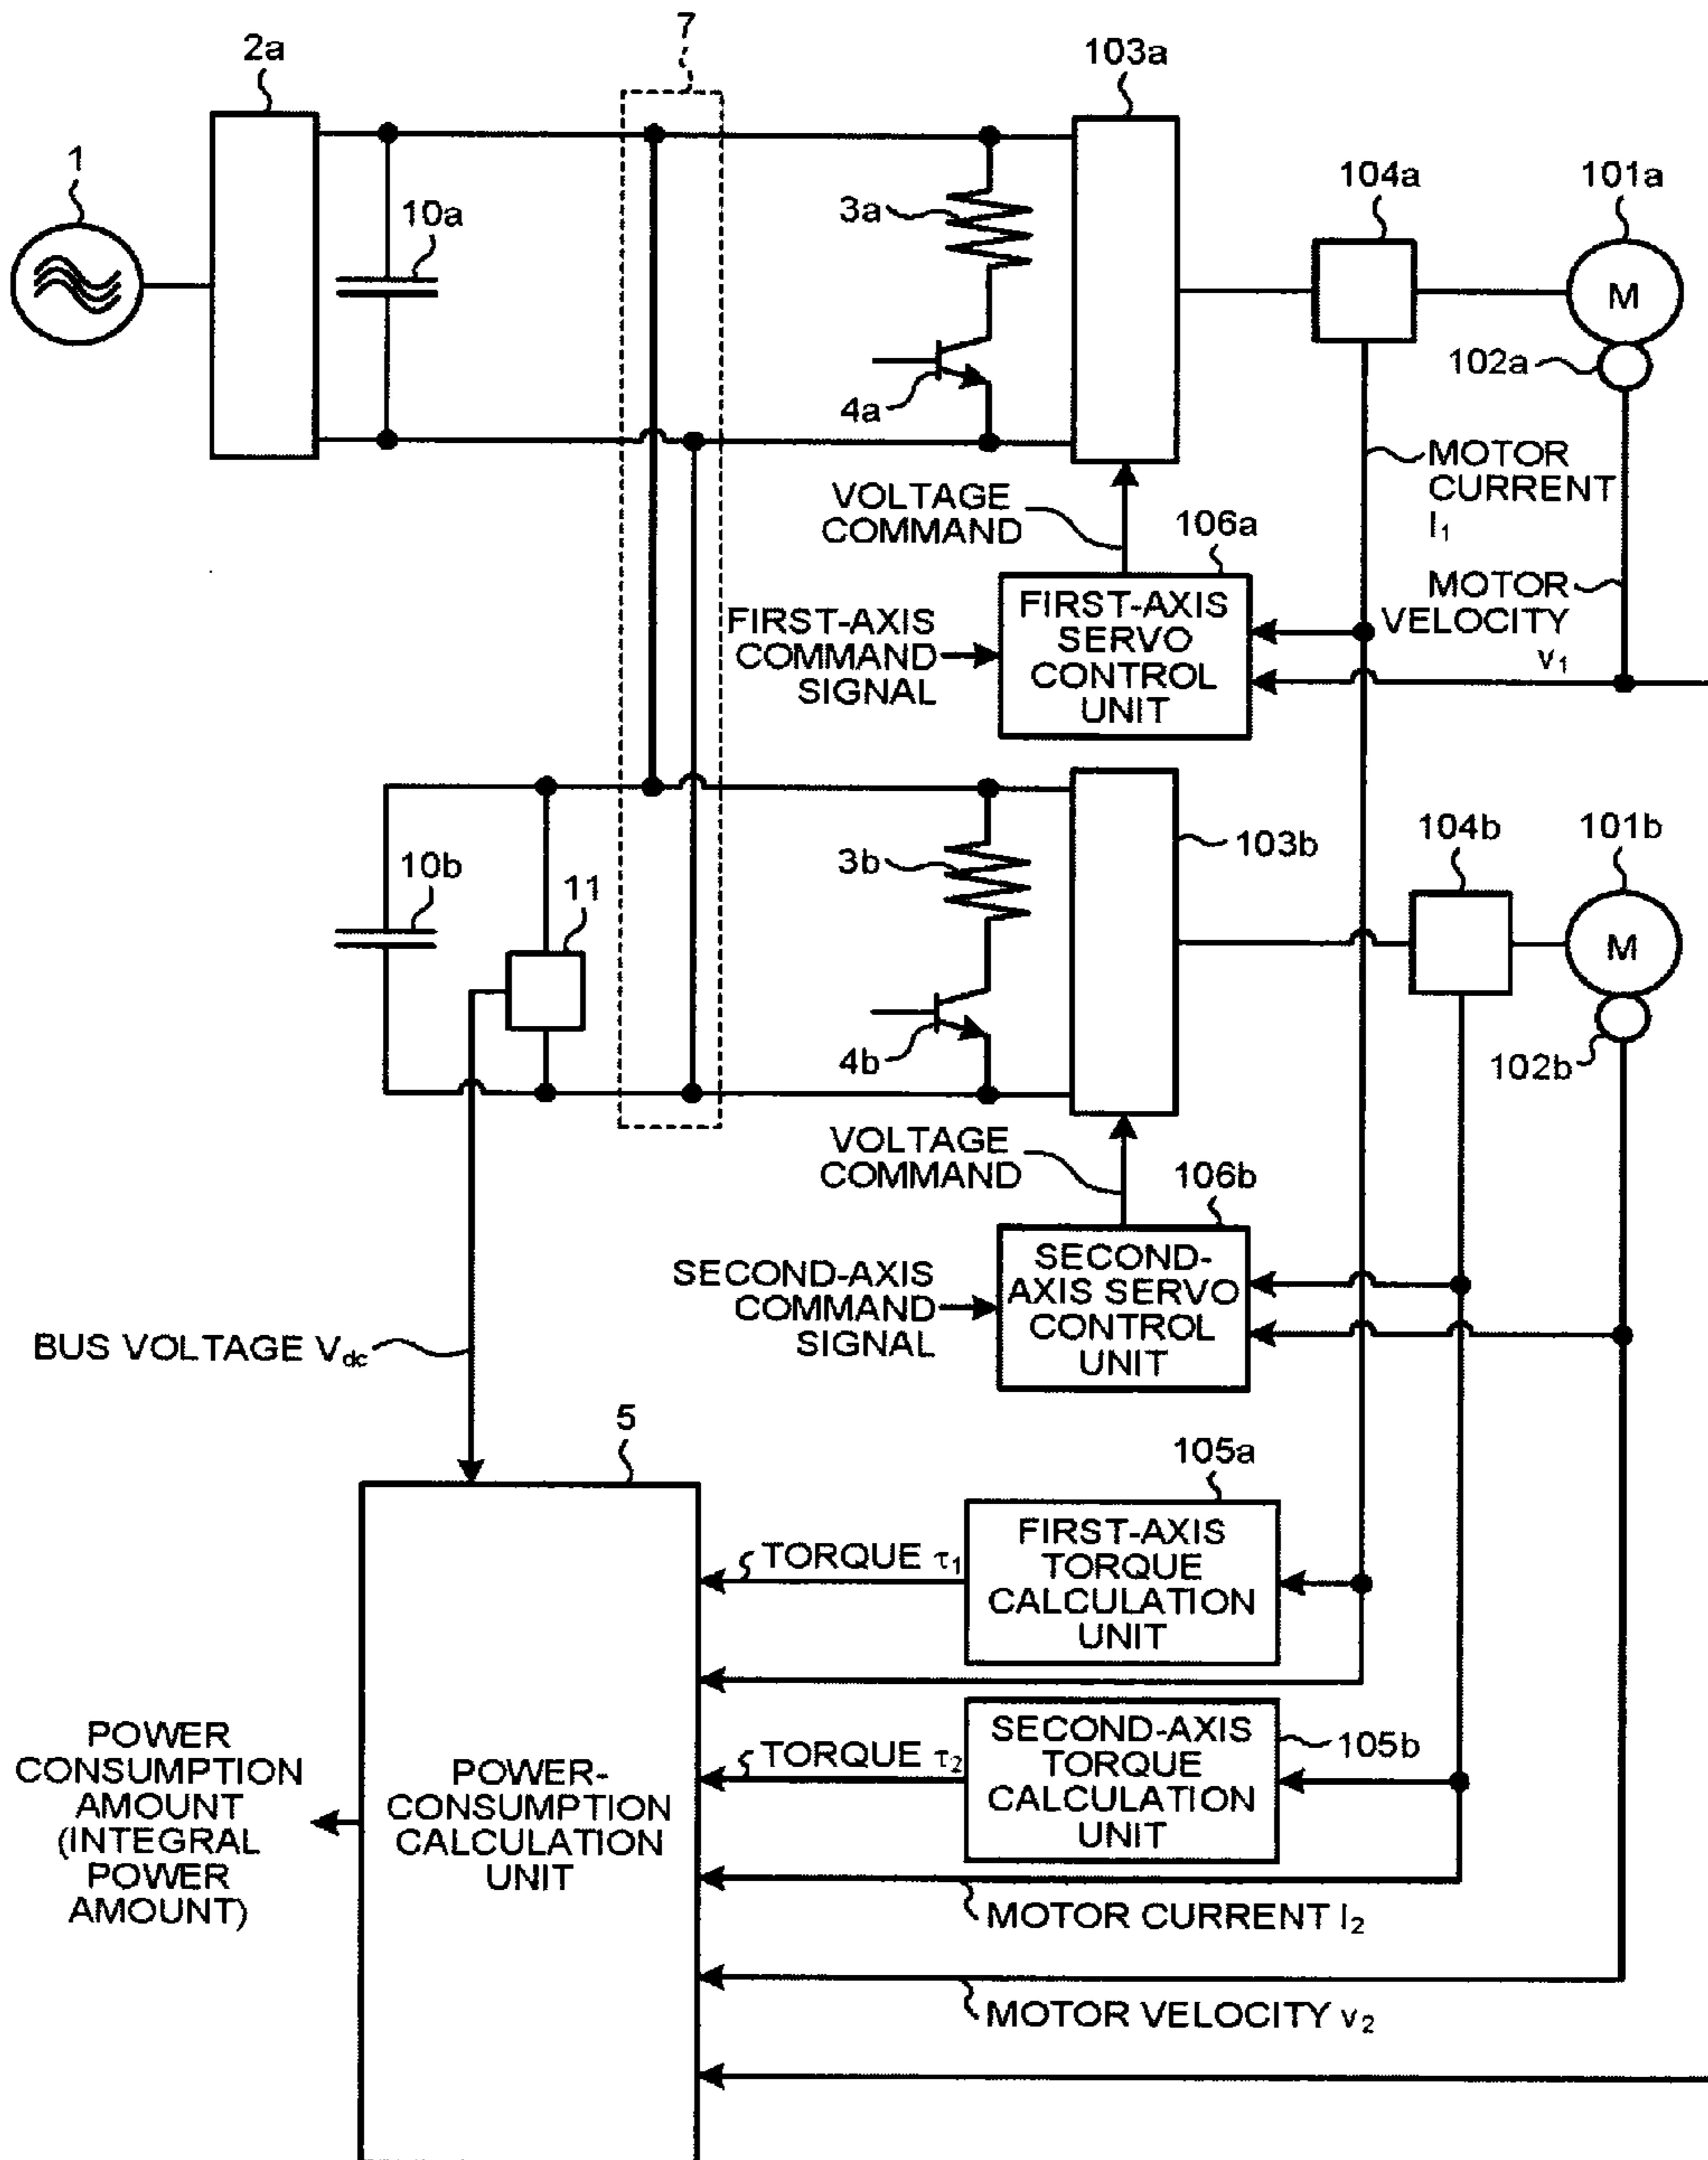 7
2a
103a
1
104a
101a
10a
3a
M
102a
4a
MOTOR
CURRENT
I₁
VOLTAGE
COMMAND
106a
MOTOR
VELOCITY
v₁
FIRST-AXIS
COMMAND
SIGNAL
FIRST-AXIS
SERVO
CONTROL
UNIT
103b
104b
101b
10b
3b
11
M
4b
102b
VOLTAGE
COMMAND
106b
SECOND-AXIS
COMMAND
SIGNAL
SECOND-
AXIS SERVO
CONTROL
UNIT
BUS VOLTAGE Vdc
5
105a
TORQUE τ₁
FIRST-AXIS
TORQUE
CALCULATION
UNIT
TORQUE τ₂
SECOND-AXIS
TORQUE
CALCULATION
UNIT
105b
POWER
CONSUMPTION
AMOUNT
(INTEGRAL
POWER
AMOUNT)
POWER-
CONSUMPTION
CALCULATION
UNIT
MOTOR CURRENT I₂
MOTOR VELOCITY v₂